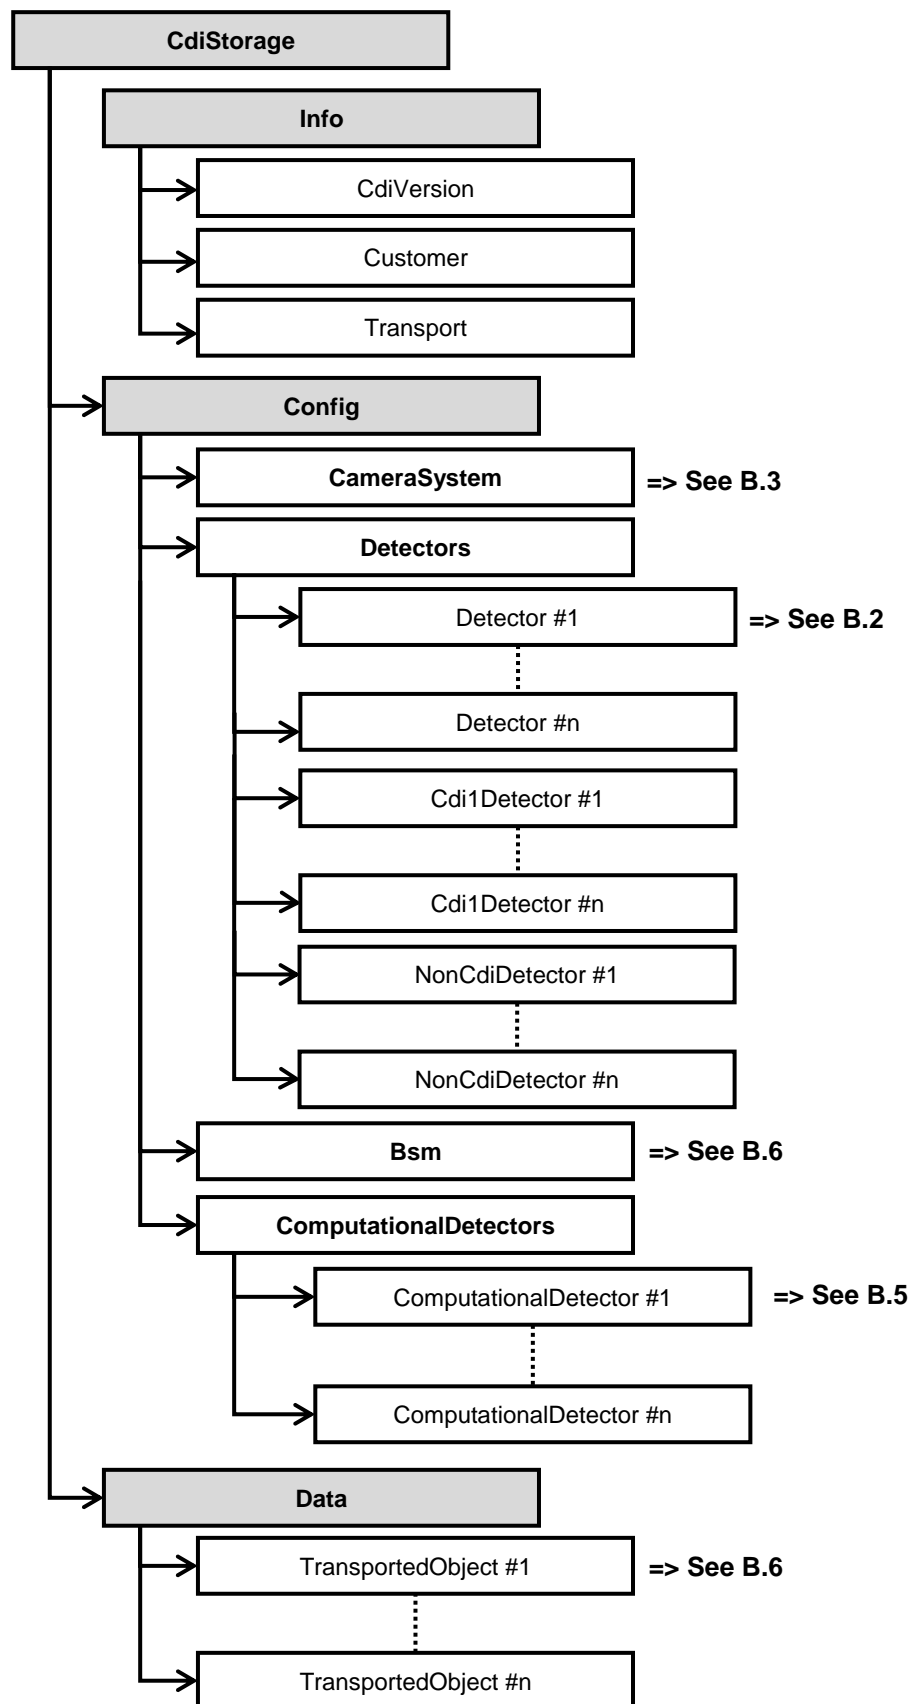 CdiStorage
Info
CdiVersion
Customer
Transport
Config
CameraSystem => See B.3
Detectors
Detector #1 => See B.2
Detector #n
Cdi1Detector #1
Cdi1Detector #n
NonCdiDetector #1
NonCdiDetector #n
Bsm => See B.6
ComputationalDetectors
ComputationalDetector #1 => See B.5
ComputationalDetector #n
Data
TransportedObject #1 => See B.6
TransportedObject #n